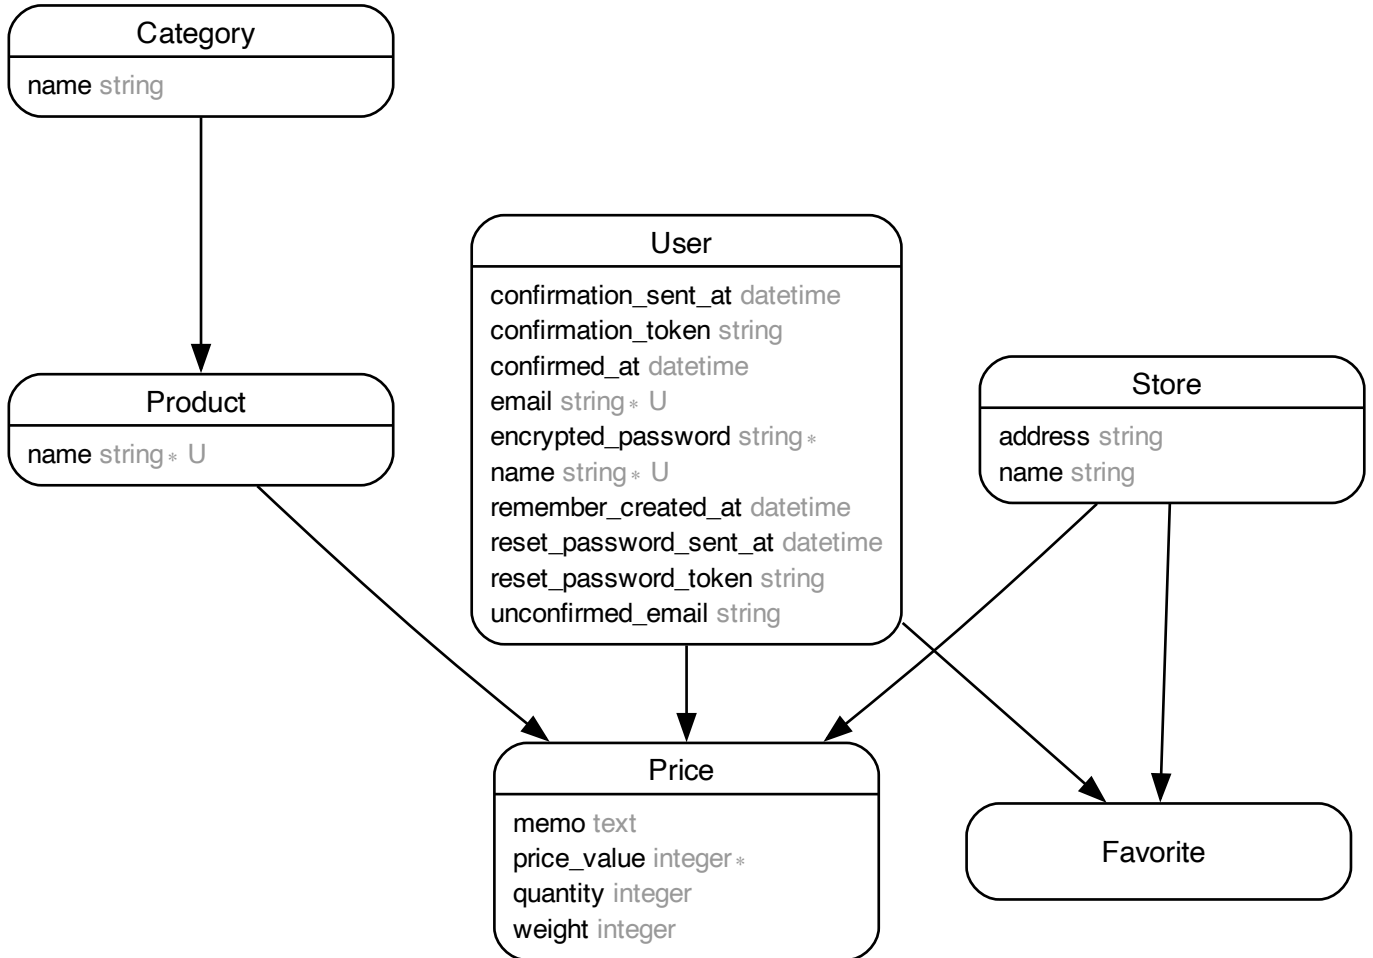 Category
name string
User
confirmation_sent_at datetime
confirmation_token string
confirmed_at datetime
email string∗ U
encrypted_password string∗
name string∗ U
remember_created_at datetime
reset_password_sent_at datetime
reset_password_token string
unconfirmed_email string
Product
name string∗ U
Store
address string
name string
Price
memo text
price_value integer∗
quantity integer
weight integer
Favorite